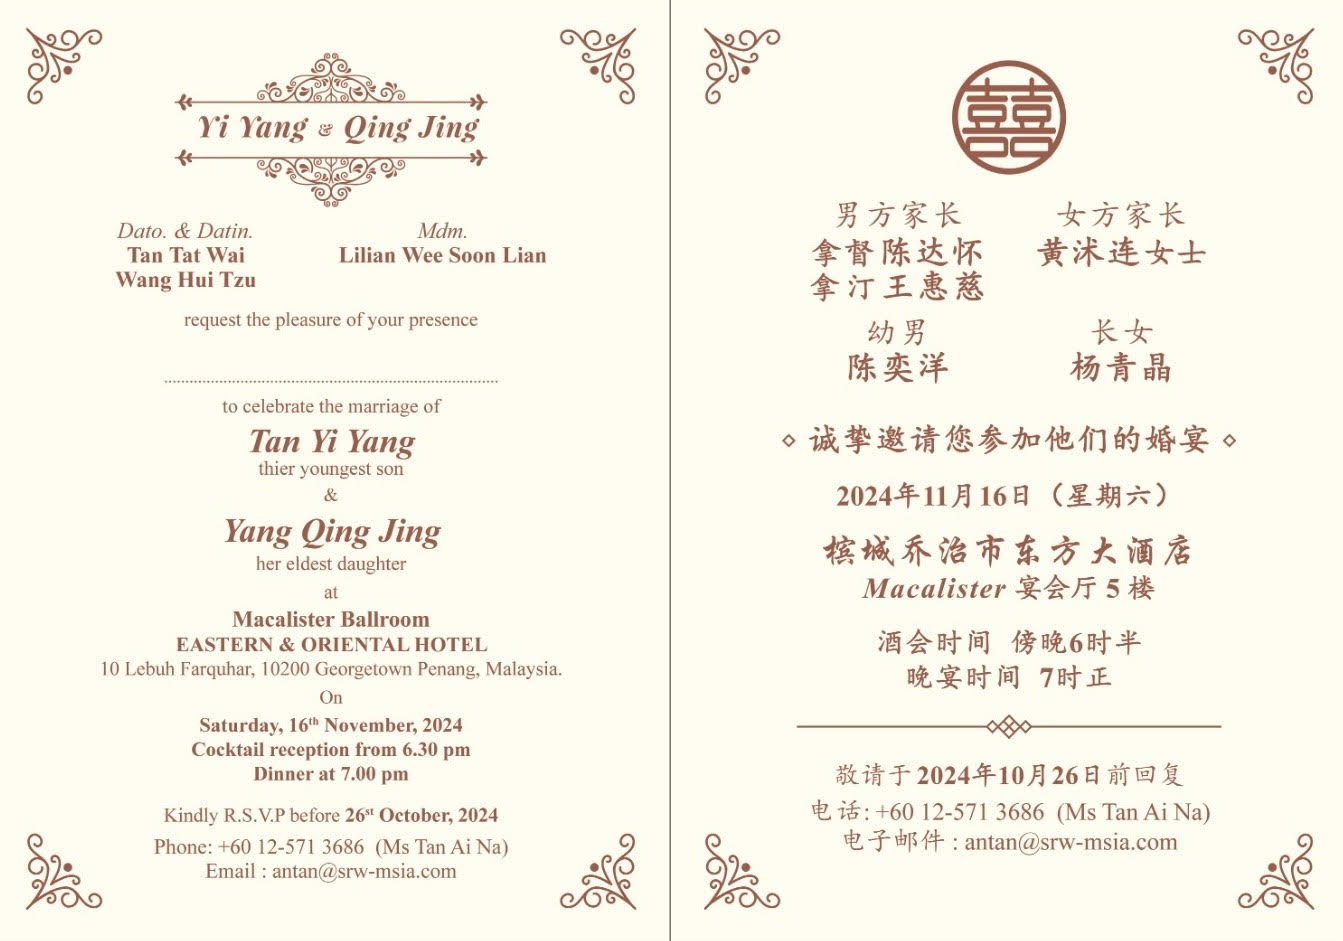 Yi Yang & Qing Jing
Dato. & Datin.
Tan Tat Wai
Wang Hui Tzu
Mdm.
Lilian Wee Soon Lian
request the pleasure of your presence
to celebrate the marriage of
Tan Yi Yang
thier youngest son
&
Yang Qing Jing
her eldest daughter
at
Macalister Ballroom
EASTERN & ORIENTAL HOTEL
10 Lebuh Farquhar, 10200 Georgetown Penang, Malaysia.
On
Saturday, 16th November, 2024
Cocktail reception from 6.30 pm
Dinner at 7.00 pm
Kindly R.S.V.P before 26st October, 2024
Phone: +60 12-571 3686 (Ms Tan Ai Na)
Email : antan@srw-msia.com
囍
男方家长
拿督陈达怀
拿汀王惠慈
女方家长
黄沭连女士
幼男
陈奕洋
长女
杨青晶
诚挚邀请您参加他们的婚宴
2024年11月16日（星期六）
槟城乔治市东方大酒店
Macalister 宴会厅 5 楼
酒会时间 傍晚6时半
晚宴时间 7时正
敬请于 2024年10月26日前回复
电话: +60 12-571 3686 (Ms Tan Ai Na)
电子邮件 : antan@srw-msia.com